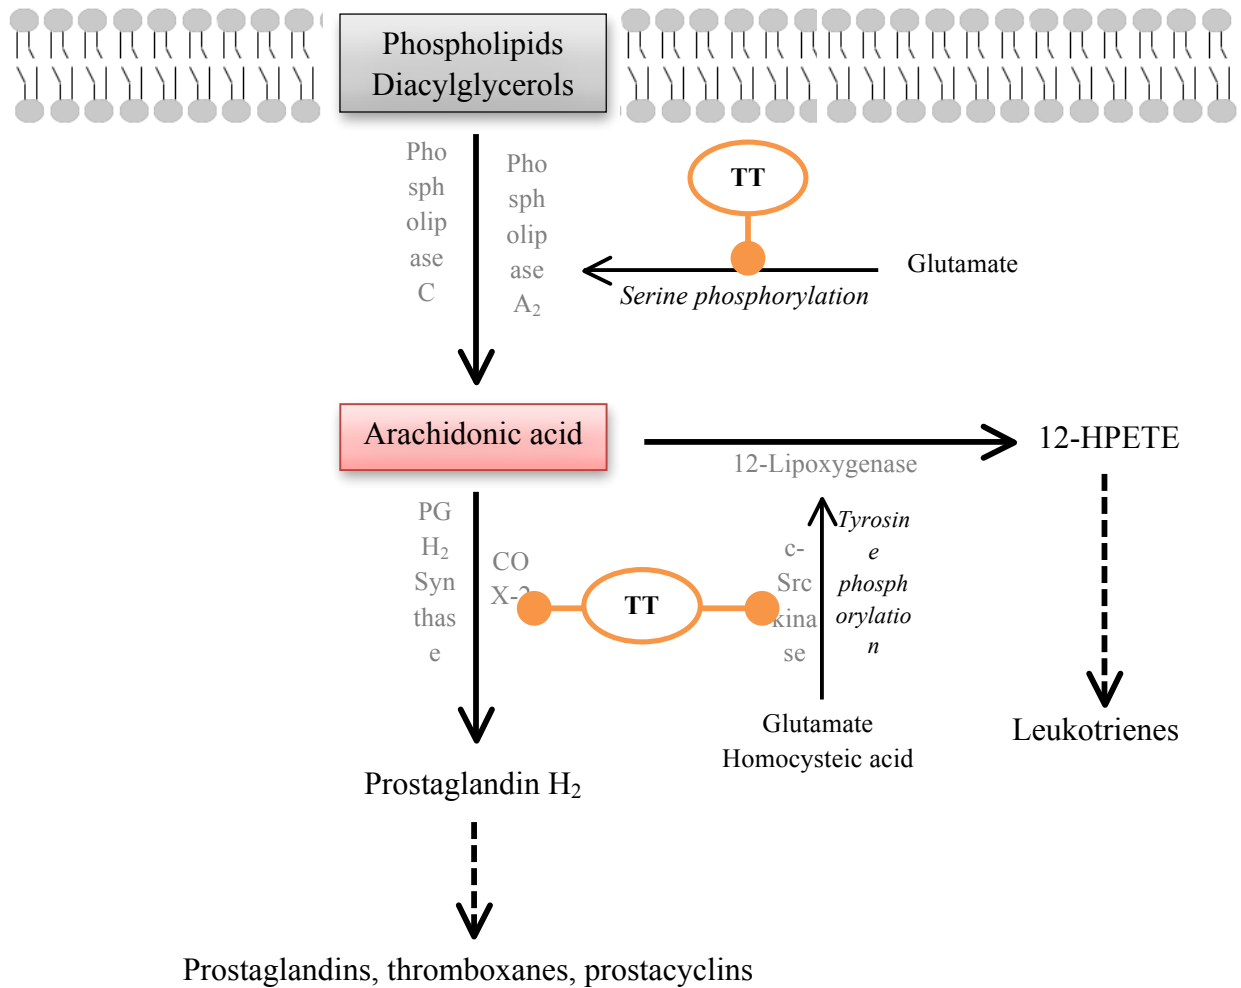 Phospholipids
Diacylglycerols
Pho
sph
olip
ase
C
Pho
sph
olip
ase
A₂
TT
Glutamate
Serine phosphorylation
Arachidonic acid
12-HPETE
12-Lipoxygenase
PG
H₂
Syn
thas
e
CO
X-2
TT
c-
Src
kina
se
Tyrosin
e
phosph
orylatio
n
Glutamate
Homocysteic acid
Leukotrienes
Prostaglandin H₂
Prostaglandins, thromboxanes, prostacyclins